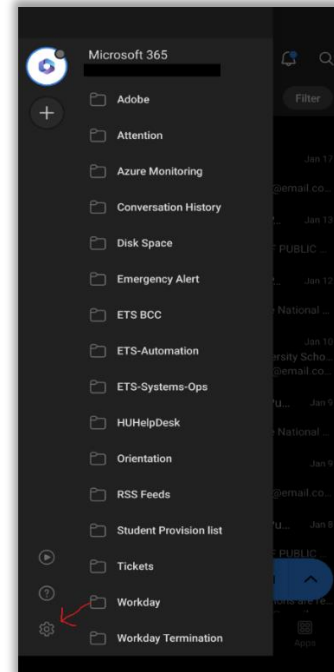 Microsoft 365
Filter
Adobe
Attention
Jan 17
Azure Monitoring
@email.co...
Conversation History
Jan 13
Disk Space
F PUBLIC ...
Emergency Alert
Jan 12
ETS BCC
National ...
ETS-Automation
Jan 10
ersity Scho...
@email.co...
ETS-Systems-Ops
Jan 9
HUHelpDesk
National ...
Orientation
Jan 9
RSS Feeds
@email.co...
Student Provision list
Jan 8
Tickets
F PUBLIC ...
Workday
Workday Termination
Apps